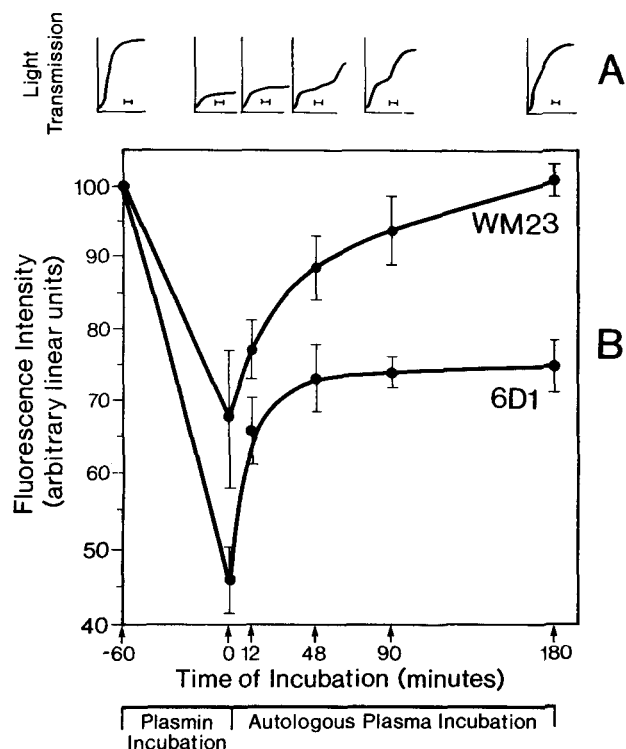 Light
Transmission
A
Fluorescence Intensity
(arbitrary linear units)
100
90
80
70
60
50
40
WM23
6D1
B
-60 0 12 48 90 180
Time of Incubation (minutes)
Plasmin
Incubation
Autologous Plasma Incubation